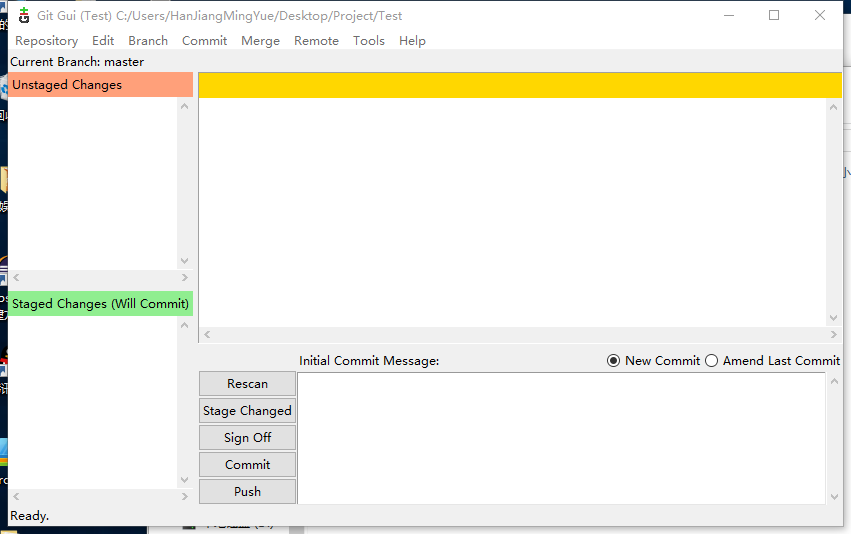 Git Gui (Test) C:/Users/HanJiangMingYue/Desktop/Project/Test
Repository Edit Branch Commit Merge Remote Tools Help
Current Branch: master
Unstaged Changes
Staged Changes (Will Commit)
Initial Commit Message:
New Commit
Amend Last Commit
Rescan
Stage Changed
Sign Off
Commit
Push
Ready.